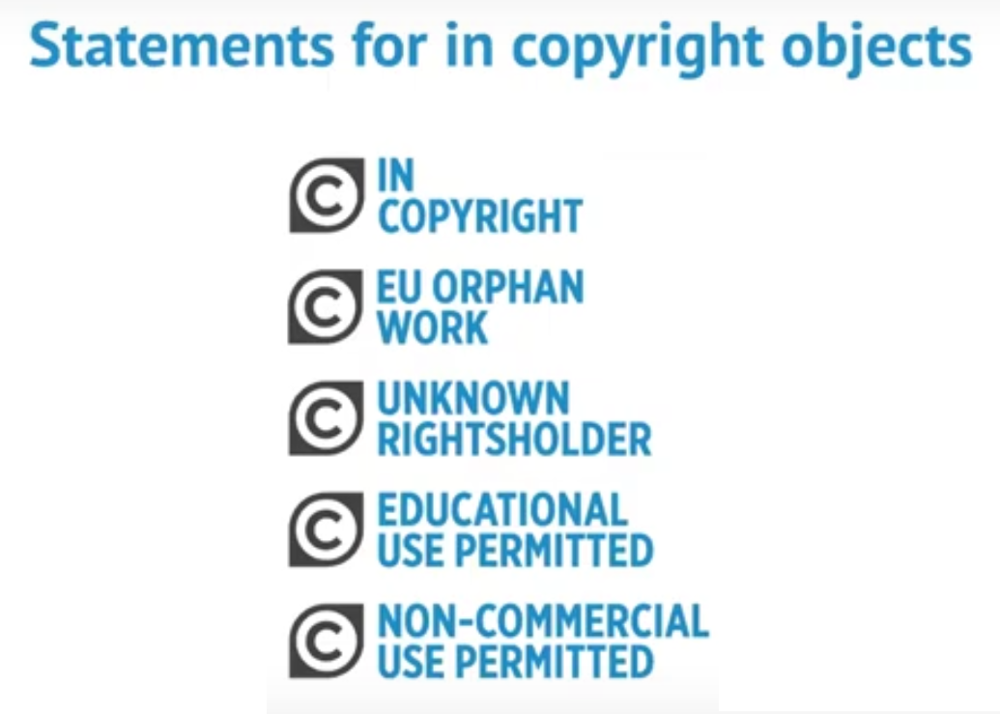 Statements for in copyright objects
IN
COPYRIGHT
EU ORPHAN
WORK
UNKNOWN
RIGHTSHOLDER
EDUCATIONAL
USE PERMITTED
NON-COMMERCIAL
USE PERMITTED